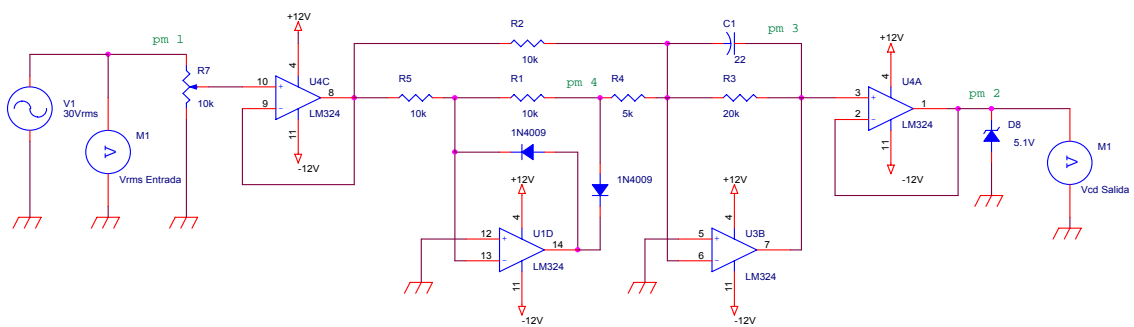 pm 1
V1
30Vrms
M1
V
Vrms Entrada
R7
10k
+12V
4
U4C
10
+
8
9
-
LM324
11
-12V
R2
10k
R5
10k
R1
10k
pm 4
R4
5k
1N4009
1N4009
+12V
4
U1D
12
+
14
13
-
LM324
11
-12V
C1
22
pm 3
R3
20k
+12V
4
U3B
5
+
7
6
-
LM324
11
-12V
+12V
4
U4A
3
+
1
2
-
LM324
11
-12V
pm 2
D8
5.1V
M1
V
Vcd Salida